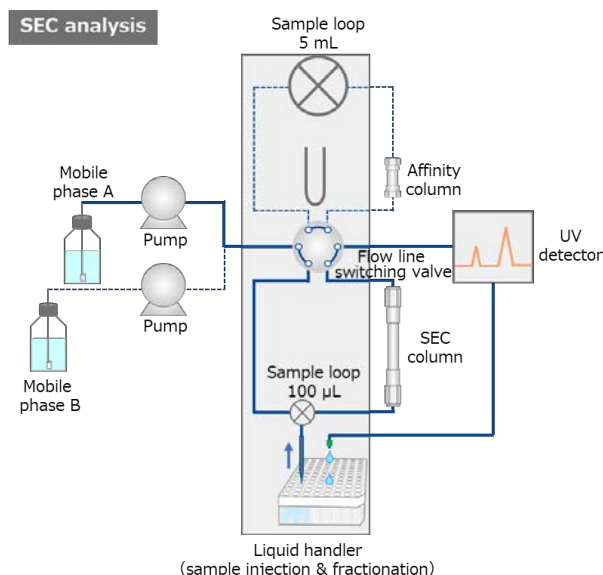 SEC analysis
Sample loop
5 mL
Mobile
phase A
Affinity
column
Pump
Flow line
switching valve
UV
detector
Pump
SEC
column
Mobile
phase B
Sample loop
100 µL
Liquid handler
(sample injection & fractionation)